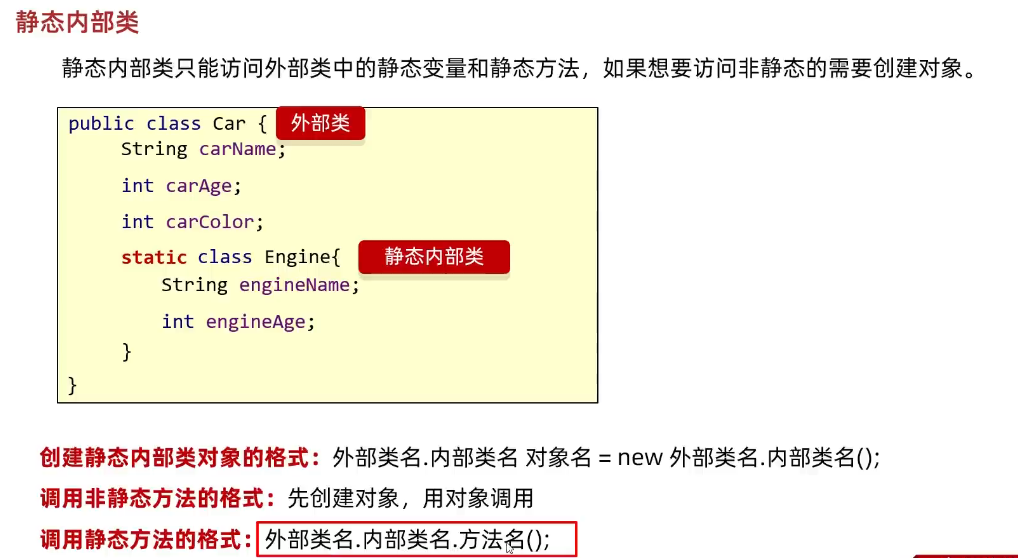 静态内部类
静态内部类只能访问外部类中的静态变量和静态方法，如果想要访问非静态的需要创建对象。
public class Car { 外部类
String carName;
int carAge;
int carColor;
static class Engine{ 静态内部类
String engineName;
int engineAge;
}
}
创建静态内部类对象的格式：外部类名.内部类名 对象名 = new 外部类名.内部类名();
调用非静态方法的格式：先创建对象，用对象调用
调用静态方法的格式：外部类名.内部类名.方法名();